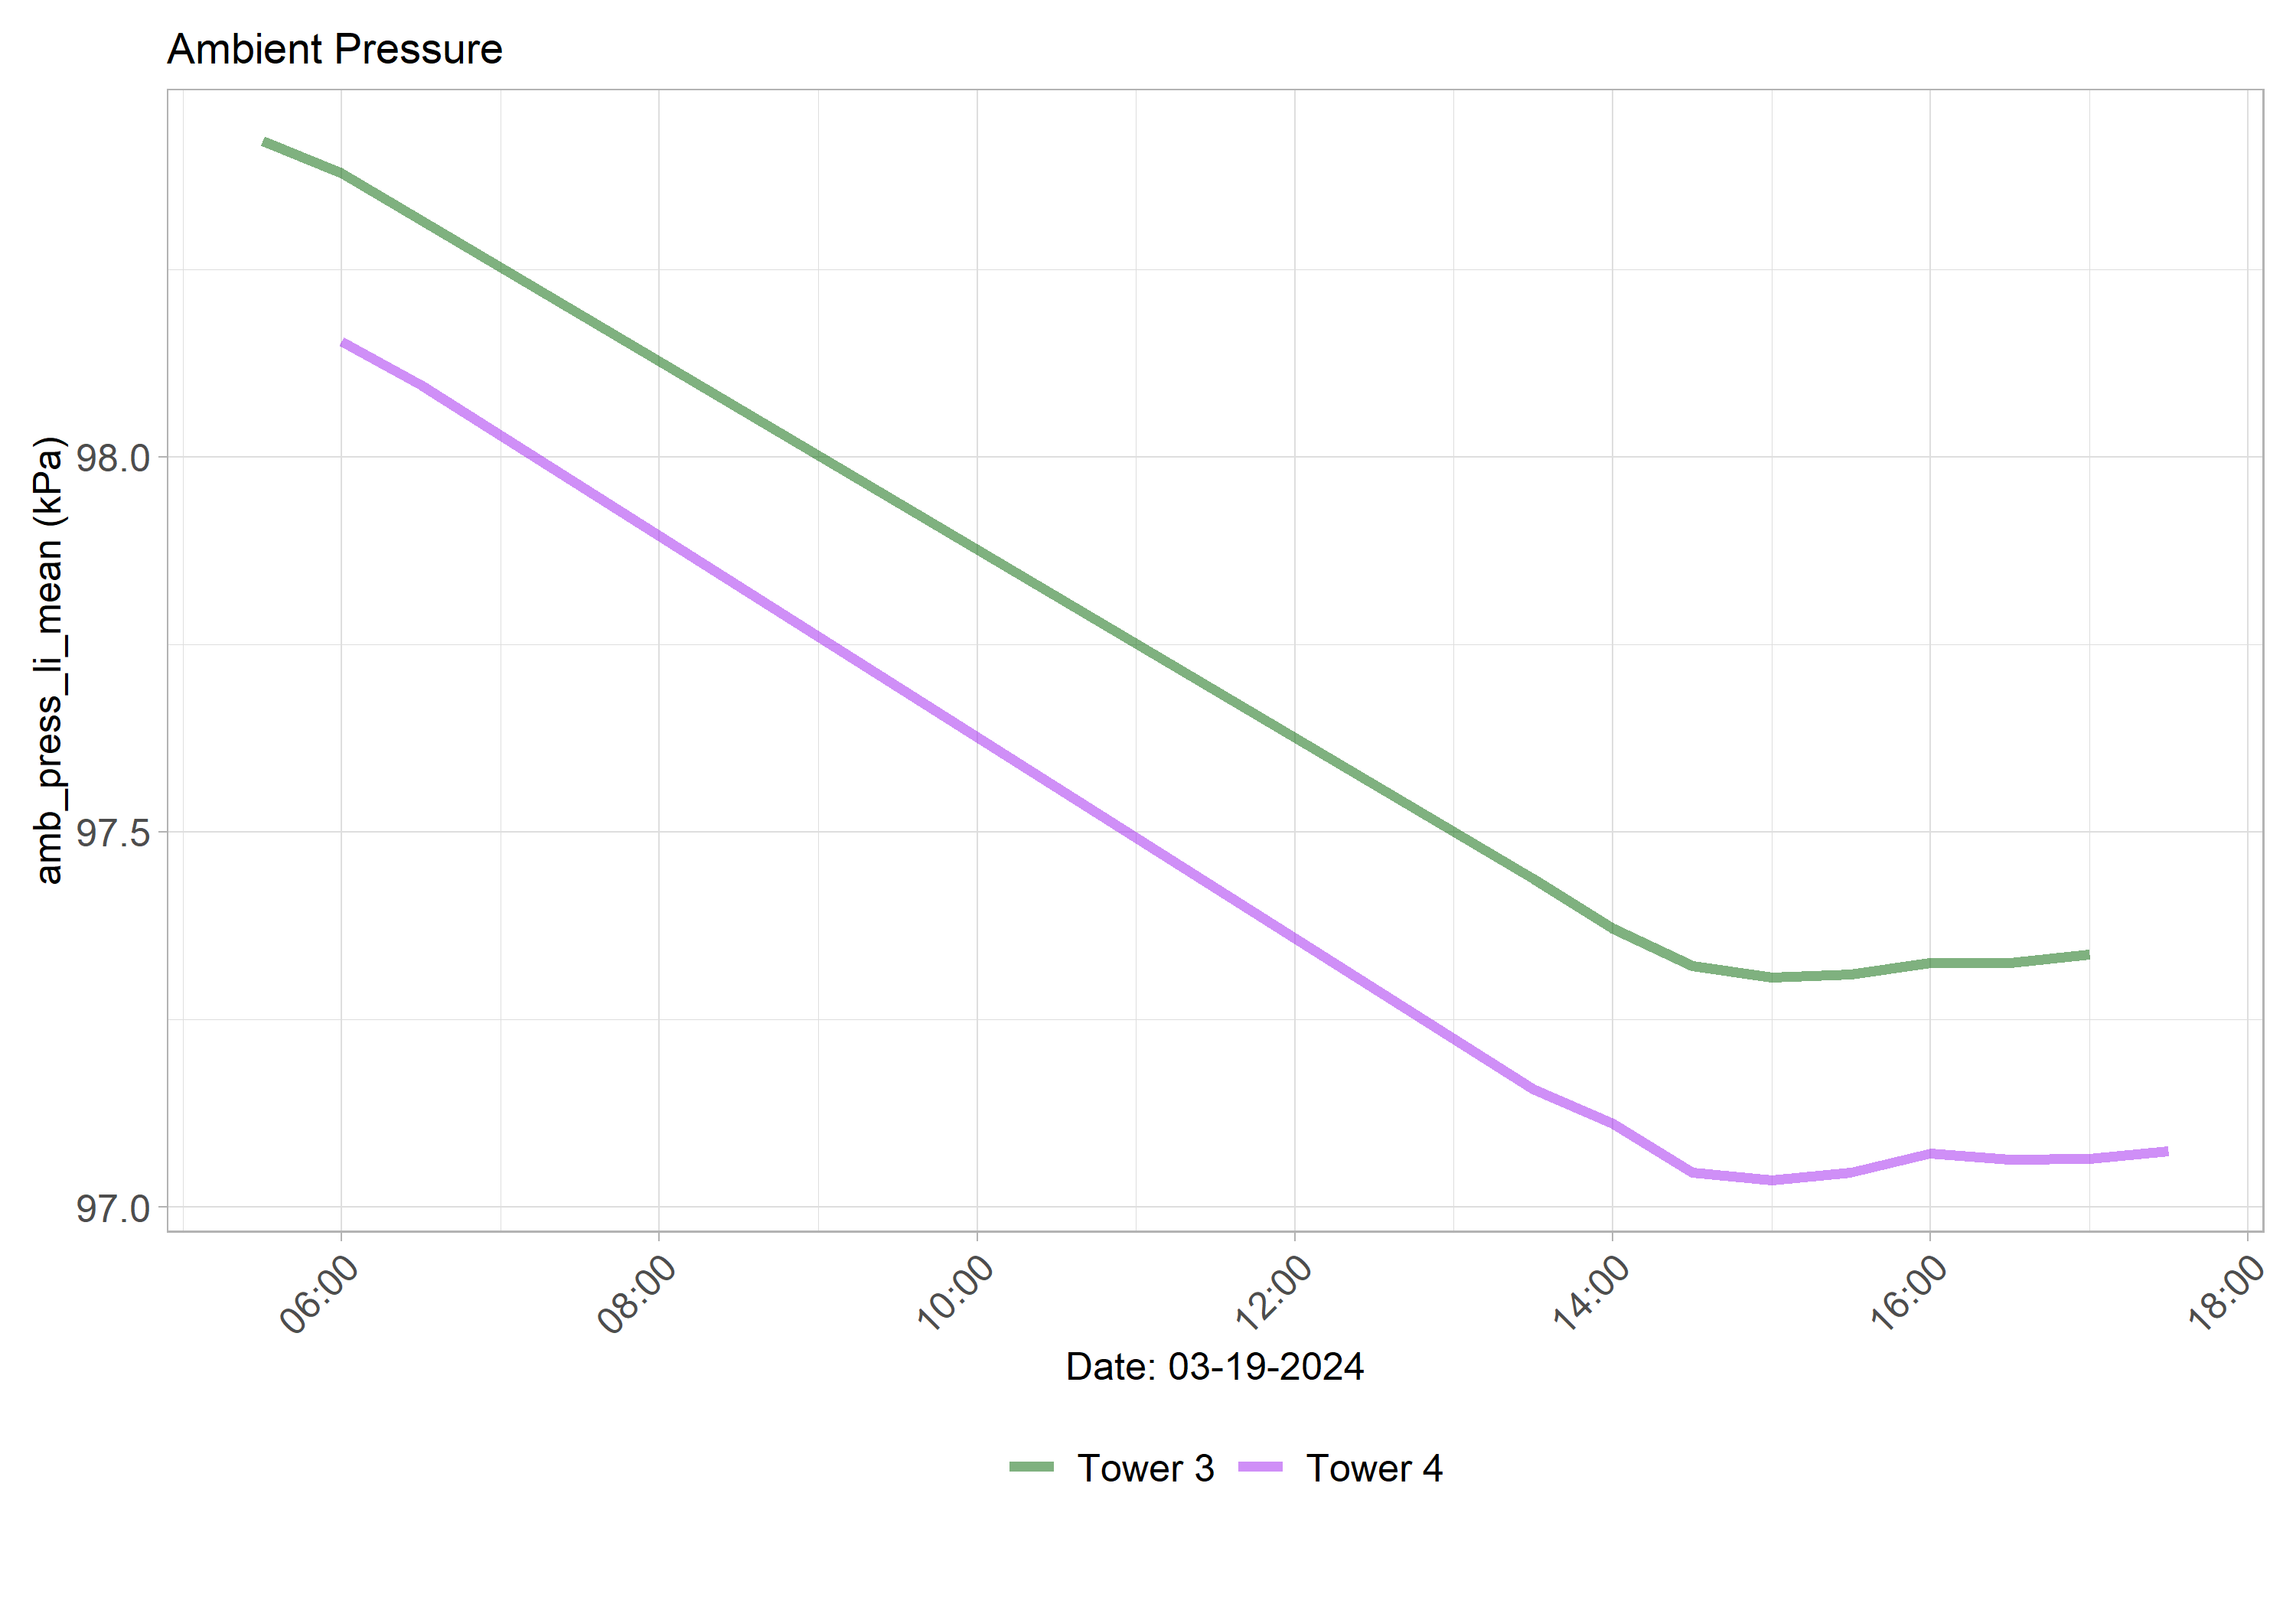 Ambient Pressure
amb_press_li_mean (kPa)
98.0
97.5
97.0
06:00 08:00 10:00 12:00 14:00 16:00 18:00
Date: 03-19-2024
Tower 3 Tower 4